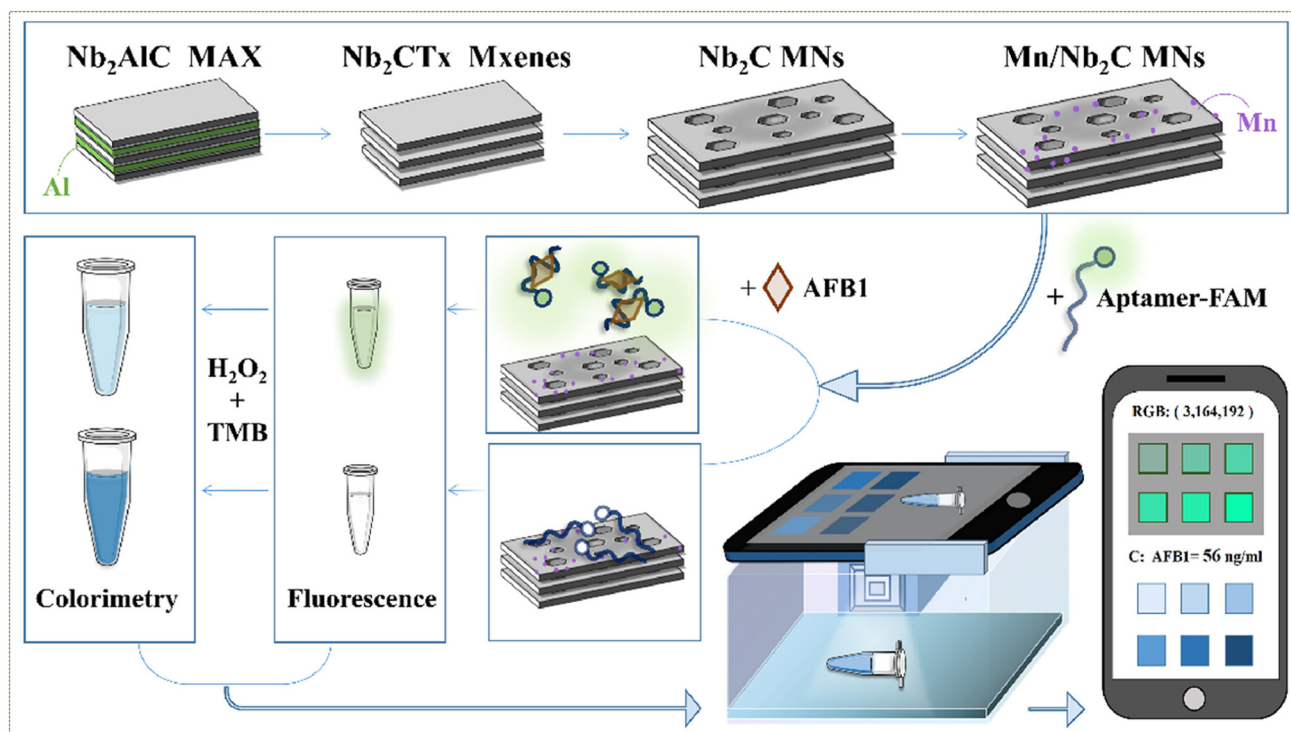 Nb₂AlC MAX
Nb₂CTx Mxenes
Nb₂C MNs
Mn/Nb₂C MNs
Al
Mn
+ AFB1
+ Aptamer-FAM
H₂O₂
+
TMB
Colorimetry
Fluorescence
RGB: ( 3,164,192 )
C: AFB1= 56 ng/ml